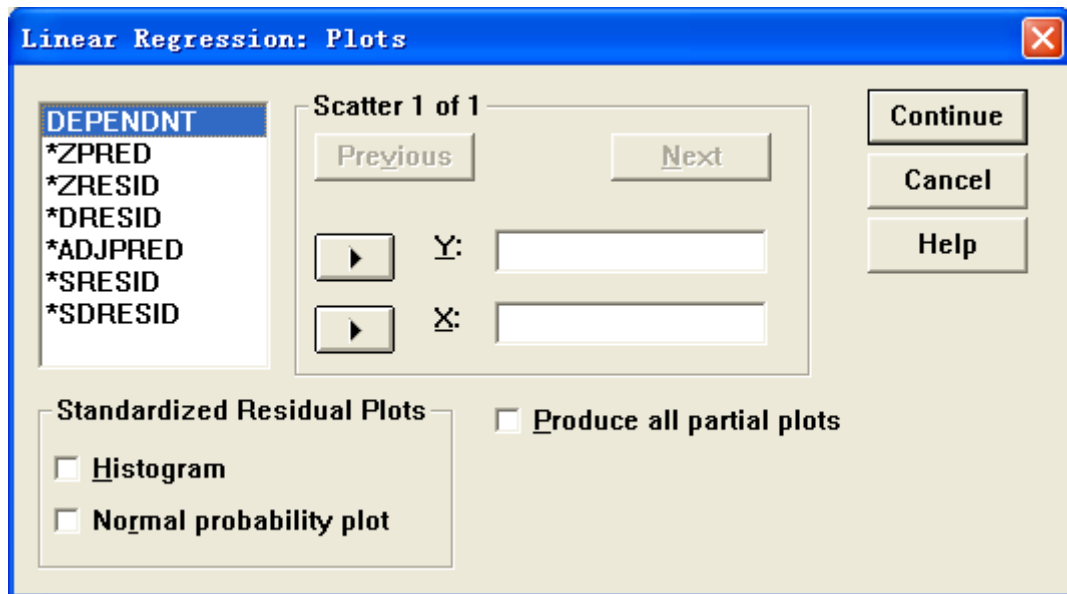 Linear Regression: Plots
DEPENDNT
*ZPRED
*ZRESID
*DRESID
*ADJPRED
*SRESID
*SDRESID
Scatter 1 of 1
Previous
Next
Y:
X:
Continue
Cancel
Help
Standardized Residual Plots
Histogram
Normal probability plot
Produce all partial plots